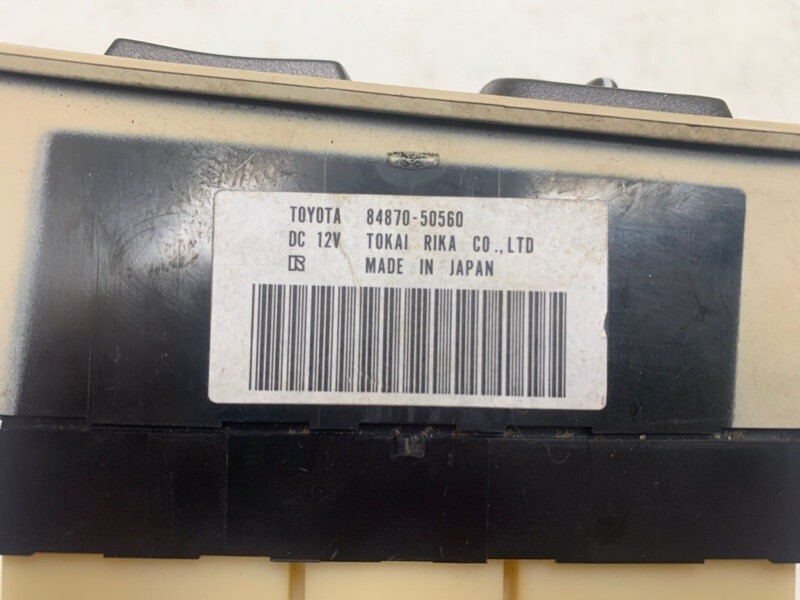 TOYOTA 84870-50560
DC 12V TOKAI RIKA CO.,LTD
MADE IN JAPAN